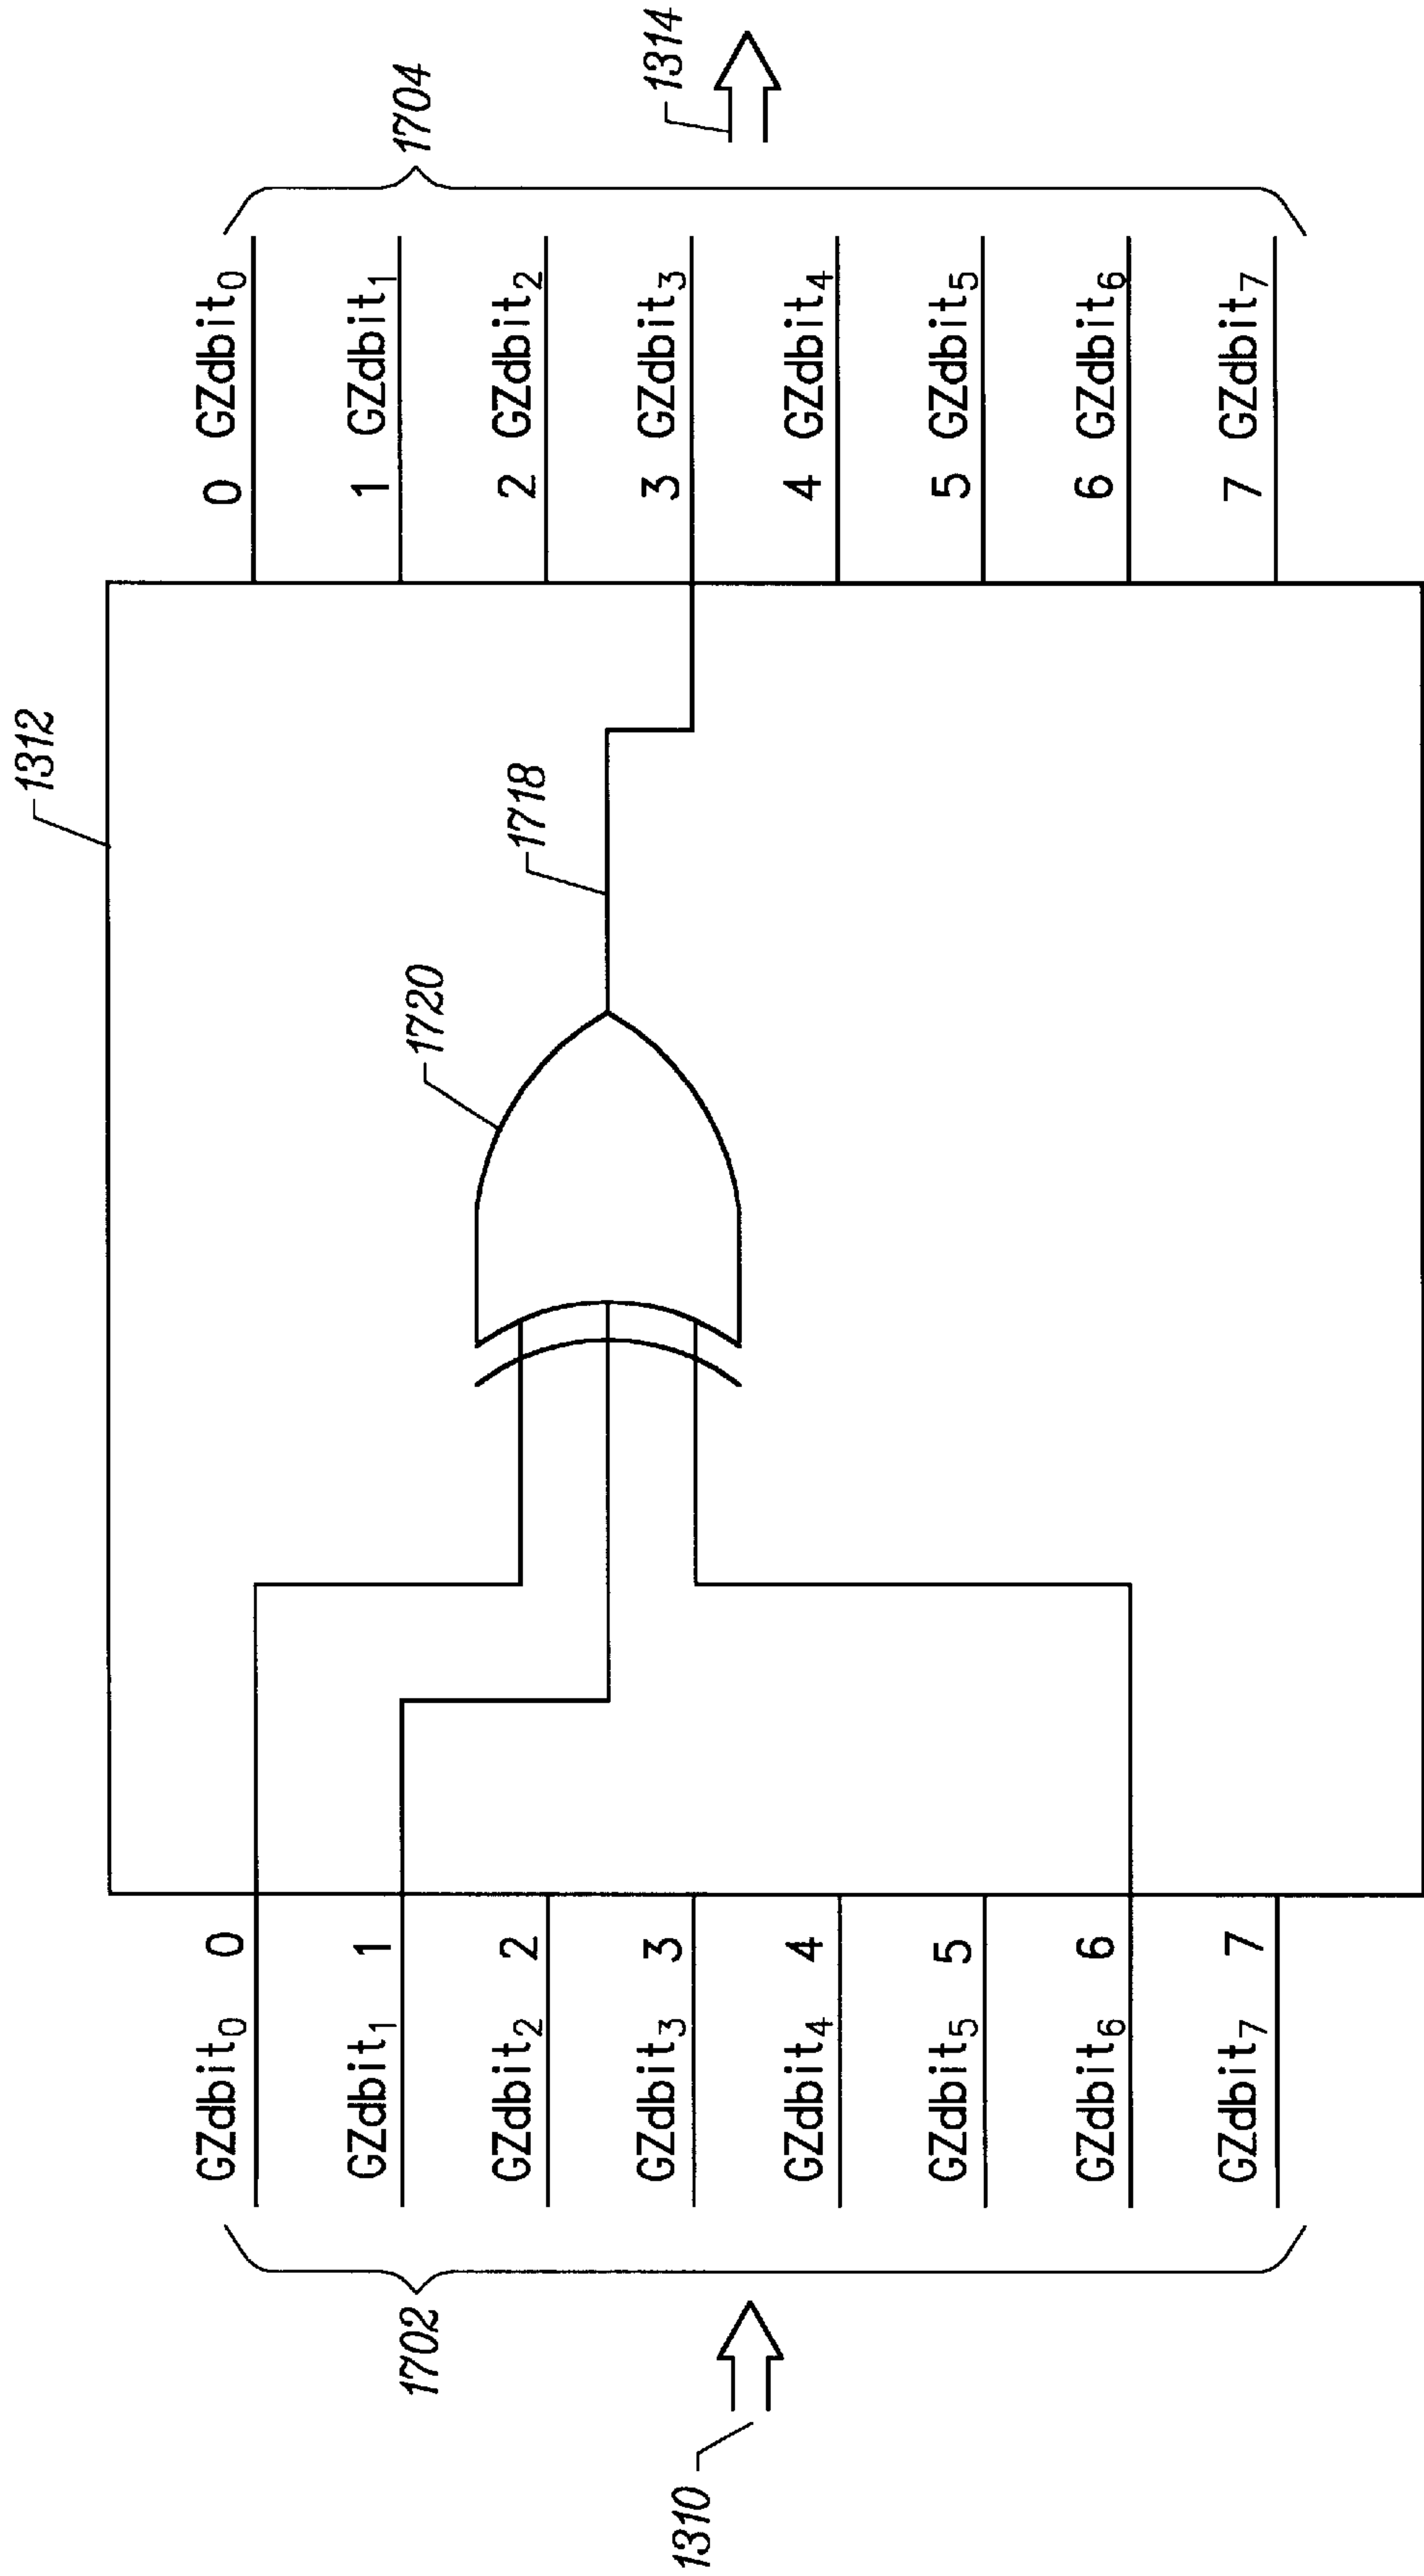 1312
1720
1718
1310
1702
GZdbit₀ 0
GZdbit₁ 1
GZdbit₂ 2
GZdbit₃ 3
GZdbit₄ 4
GZdbit₅ 5
GZdbit₆ 6
GZdbit₇ 7
0 GZdbit₀
1 GZdbit₁
2 GZdbit₂
3 GZdbit₃
4 GZdbit₄
5 GZdbit₅
6 GZdbit₆
7 GZdbit₇
1704
1314